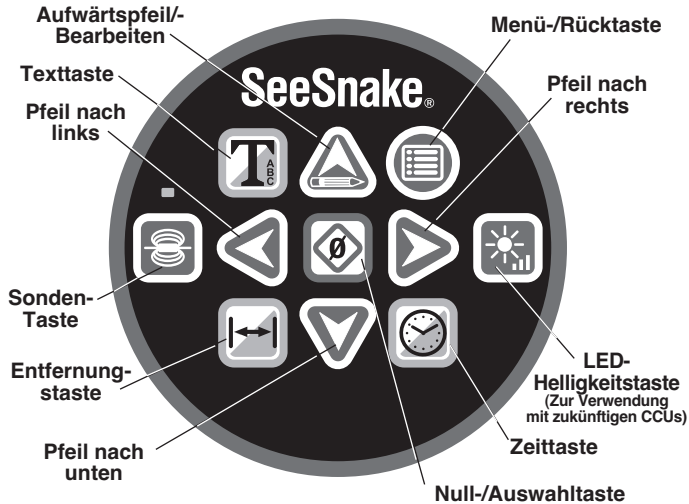 Aufwärtspfeil/-
Bearbeiten
Menü-/Rücktaste
Texttaste
SeeSnake®
Pfeil nach
links
Pfeil nach
rechts
T
A
B
C
Ø
Sonden-
Taste
Entfernung-
staste
LED-
Helligkeitstaste
(Zur Verwendung
mit zukünftigen CCUs)
Pfeil nach
unten
Zeittaste
Null-/Auswahltaste